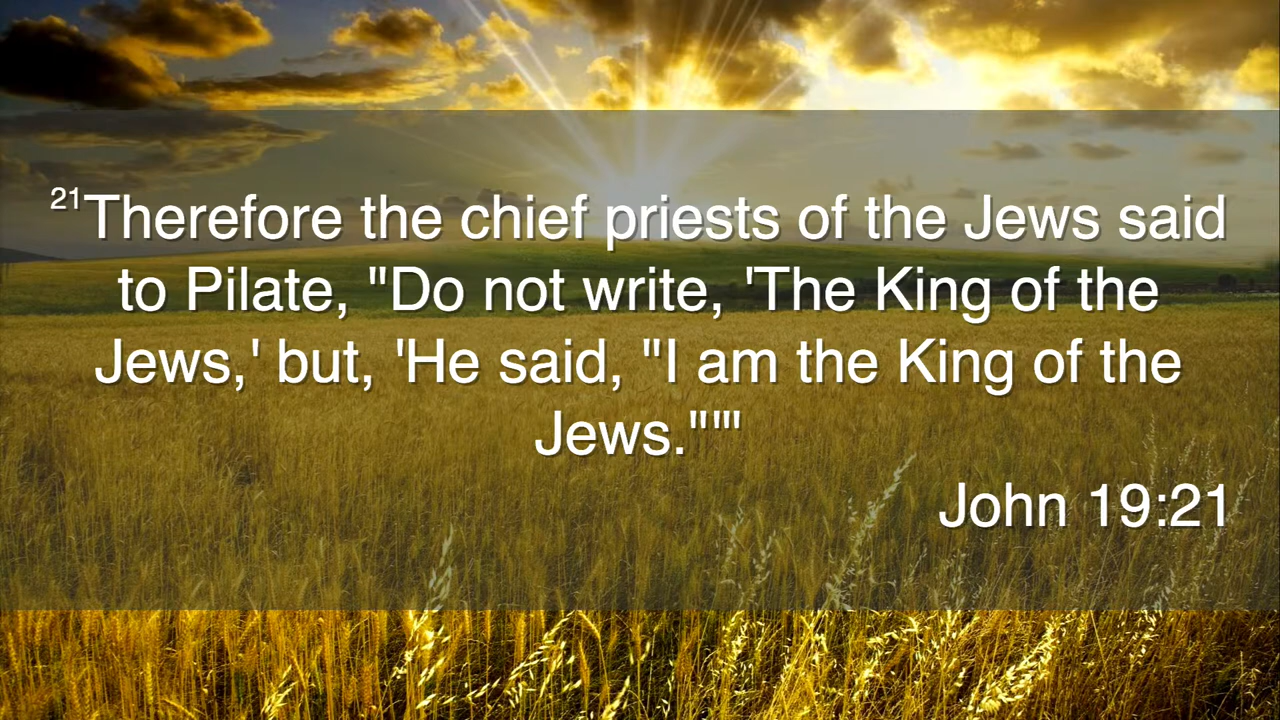 21Therefore the chief priests of the Jews said
to Pilate, "Do not write, 'The King of the
Jews,' but, 'He said, "I am the King of the
Jews."'"
John 19:21